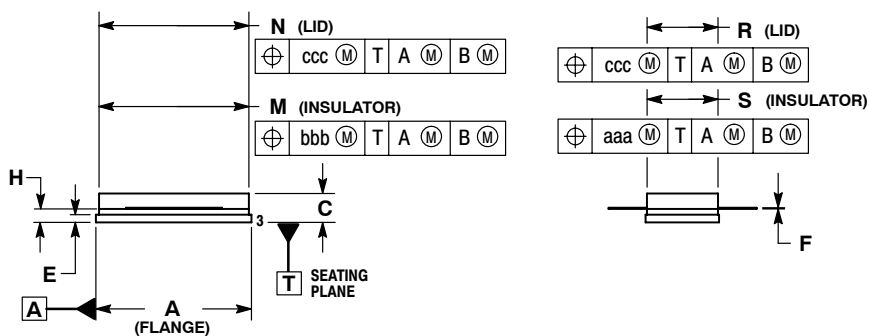 N (LID)
⌖ ccc Ⓜ T A Ⓜ B Ⓜ
M (INSULATOR)
⌖ bbb Ⓜ T A Ⓜ B Ⓜ
H
C
3
E
T SEATING
PLANE
A
A
(FLANGE)
R (LID)
⌖ ccc Ⓜ T A Ⓜ B Ⓜ
S (INSULATOR)
⌖ aaa Ⓜ T A Ⓜ B Ⓜ
F